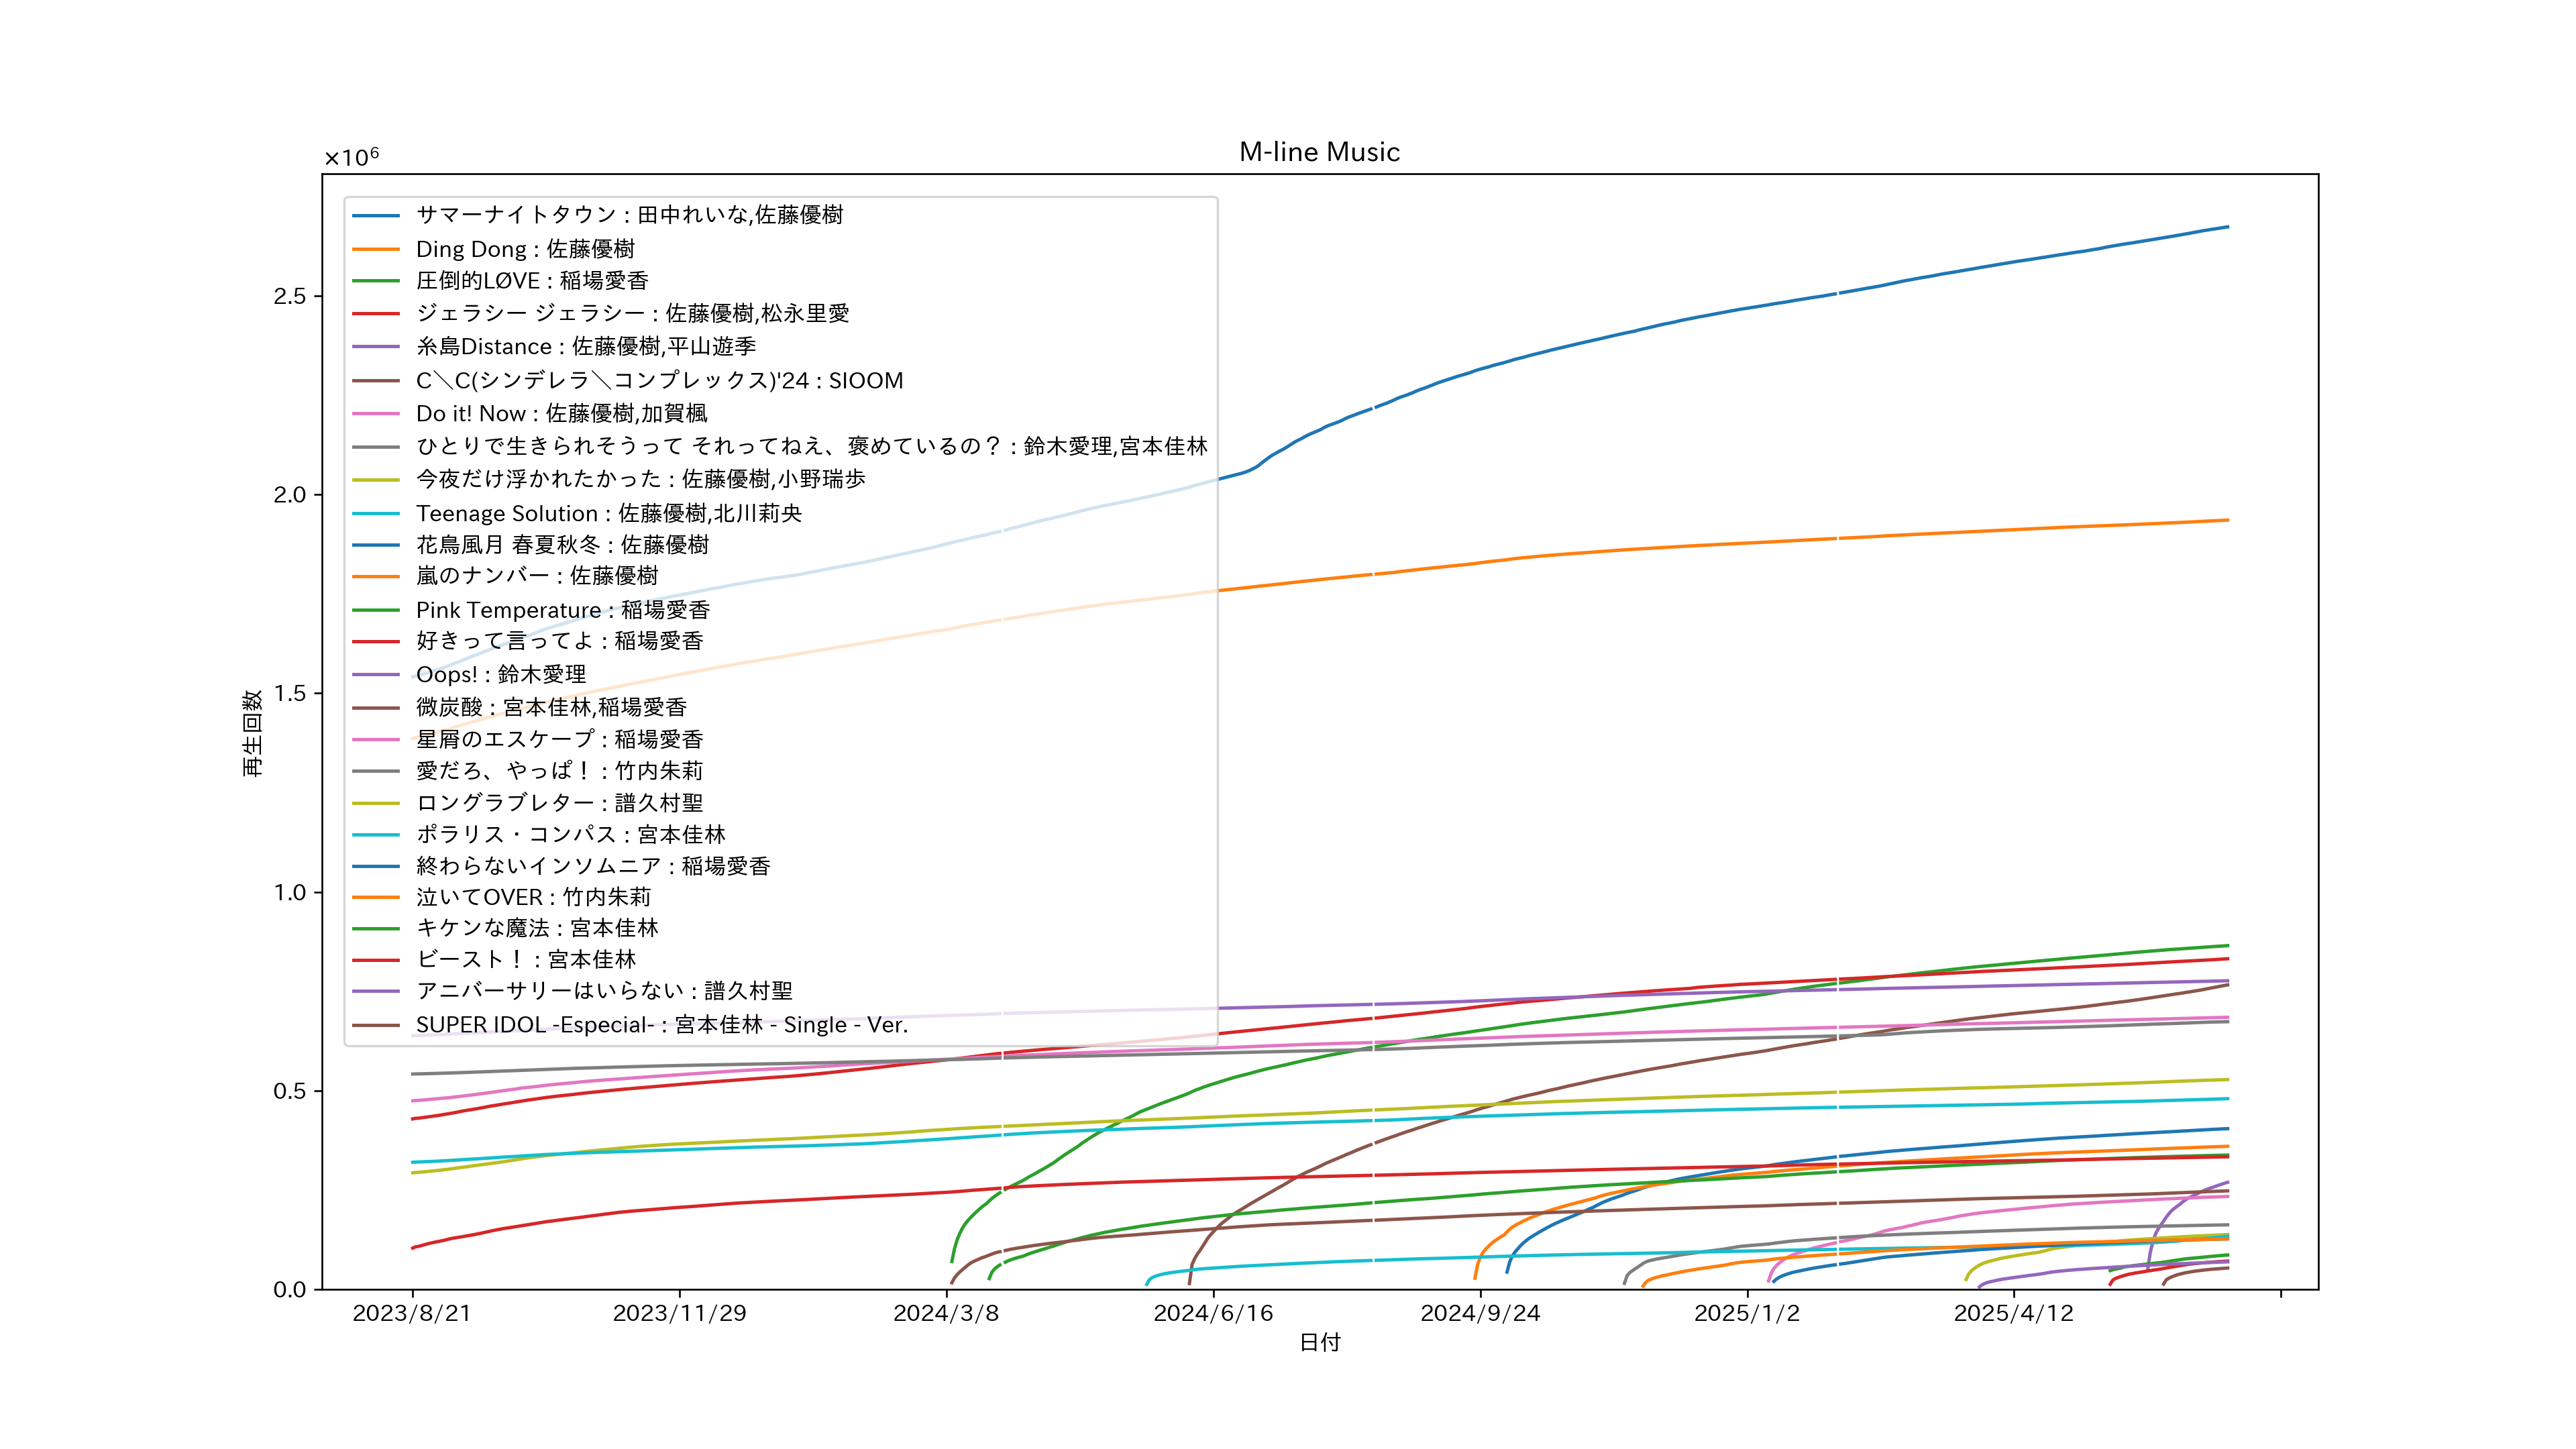 M-line Music
×10⁶
サマーナイトタウン : 田中れいな,佐藤優樹
Ding Dong : 佐藤優樹
圧倒的LØVE : 稲場愛香
ジェラシー ジェラシー : 佐藤優樹,松永里愛
糸島Distance : 佐藤優樹,平山遊季
C＼C(シンデレラ＼コンプレックス)'24 : SIOOM
Do it! Now : 佐藤優樹,加賀楓
ひとりで生きられそうって それってねえ、褒めているの？ : 鈴木愛理,宮本佳林
今夜だけ浮かれたかった : 佐藤優樹,小野瑞歩
Teenage Solution : 佐藤優樹,北川莉央
花鳥風月 春夏秋冬 : 佐藤優樹
嵐のナンバー : 佐藤優樹
Pink Temperature : 稲場愛香
好きって言ってよ : 稲場愛香
Oops! : 鈴木愛理
微炭酸 : 宮本佳林,稲場愛香
星屑のエスケープ : 稲場愛香
愛だろ、やっぱ！ : 竹内朱莉
ロングラブレター : 譜久村聖
ポラリス・コンパス : 宮本佳林
終わらないインソムニア : 稲場愛香
泣いてOVER : 竹内朱莉
キケンな魔法 : 宮本佳林
ビースト！ : 宮本佳林
アニバーサリーはいらない : 譜久村聖
SUPER IDOL -Especial- : 宮本佳林 - Single - Ver.
2.5
2.0
1.5
1.0
0.5
0.0
再生回数
2023/8/21
2023/11/29
2024/3/8
2024/6/16
2024/9/24
2025/1/2
2025/4/12
日付